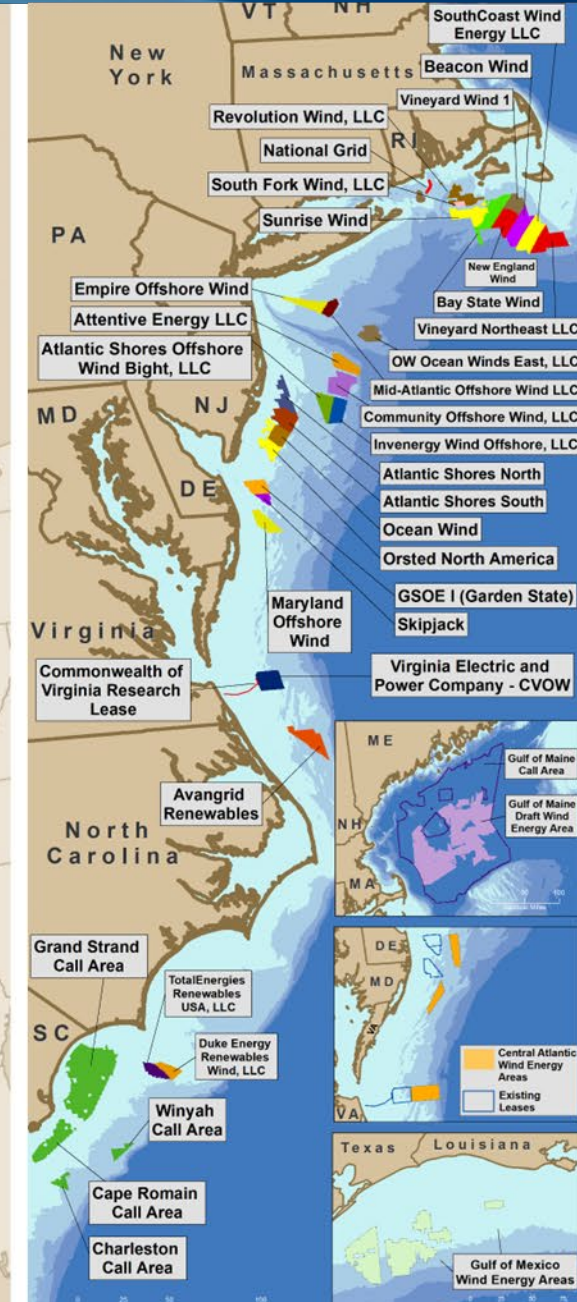 VT
NH
New
York
Massachusetts
RI
PA
SouthCoast Wind
Energy LLC
Beacon Wind
Vineyard Wind 1
Revolution Wind, LLC
National Grid
South Fork Wind, LLC
Sunrise Wind
New England
Wind
Bay State Wind
Vineyard Northeast LLC
Empire Offshore Wind
Attentive Energy LLC
Atlantic Shores Offshore
Wind Bight, LLC
OW Ocean Winds East, LLC
Mid-Atlantic Offshore Wind LLC
Community Offshore Wind, LLC
Invenergy Wind Offshore, LLC
MD
NJ
DE
Atlantic Shores North
Atlantic Shores South
Ocean Wind
Orsted North America
GSOE I (Garden State)
Skipjack
Maryland
Offshore
Wind
Virginia
Commonwealth of
Virginia Research
Lease
Virginia Electric and
Power Company - CVOW
Avangrid
Renewables
North
Carolina
ME
NH
MA
Gulf of Maine
Call Area
Gulf of Maine
Draft Wind
Energy Area
Grand Strand
Call Area
SC
TotalEnergies
Renewables
USA, LLC
Duke Energy
Renewables
Wind, LLC
Winyah
Call Area
Cape Romain
Call Area
Charleston
Call Area
DE
MD
VA
VA
Central Atlantic
Wind Energy
Areas
Existing
Leases
Texas
Louisiana
Gulf of Mexico
Wind Energy Areas
0
25
50
100
0
25
50